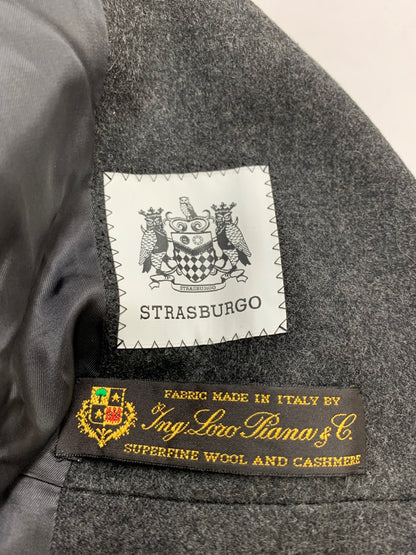 STRASBURGO
STRASBURGO
FABRIC MADE IN ITALY BY
Ing. Loro Piana & C.
SUPERFINE WOOL AND CASHMERE